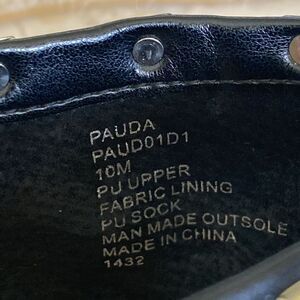 PAUDA
PAUD01D1
10M
PU UPPER
FABRIC LINING
PU SOCK
MAN MADE OUTSOLE
MADE IN CHINA
1432